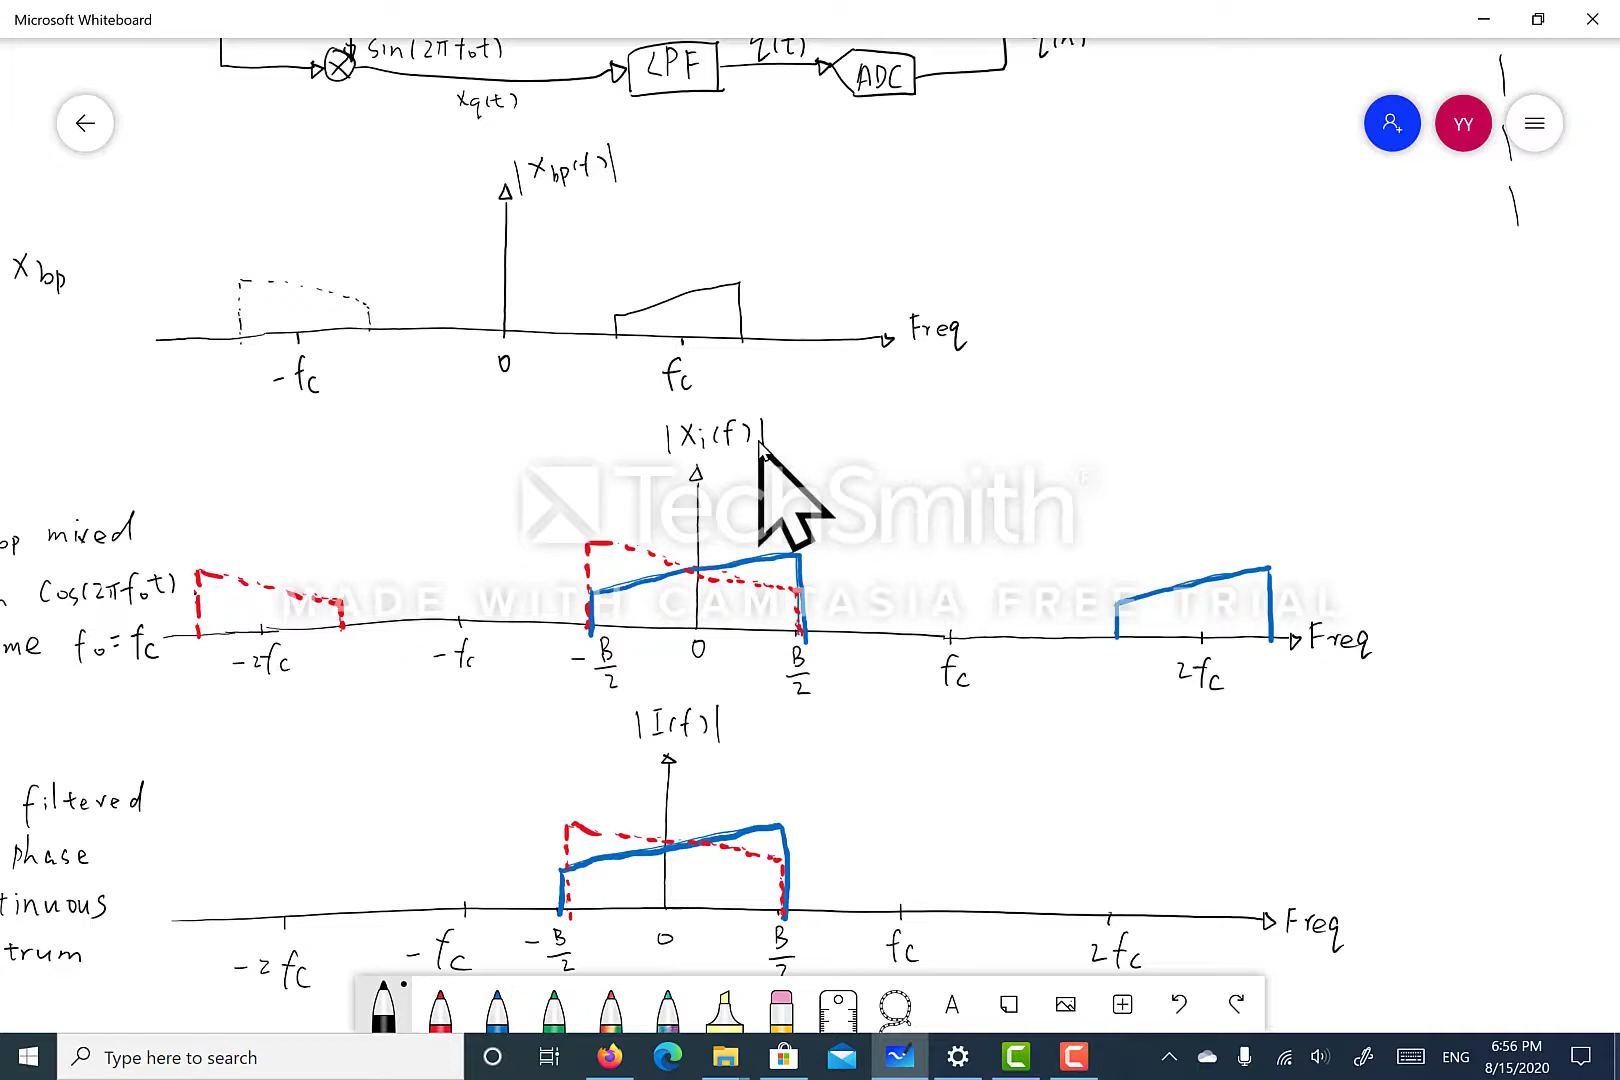 Microsoft Whiteboard
sin(2πf₀t)
LPF
q(t)
ADC
q(n)
xq(t)
YY
|Xbp(f)|
Xbp
Freq
-fc
0
fc
|Xi(f)|
TechSmith
MADE WITH CAMTASIA FREE TRIAL
op mixed
n cos(2πf₀t)
me f₀=fc
-2fc
-fc
-B/2
0
B/2
fc
2fc
Freq
|I(f)|
filtered
phase
tinuous
trum
-2fc
-fc
-B/2
0
B/2
fc
2fc
Freq
A
Type here to search
ENG
6:56 PM
8/15/2020